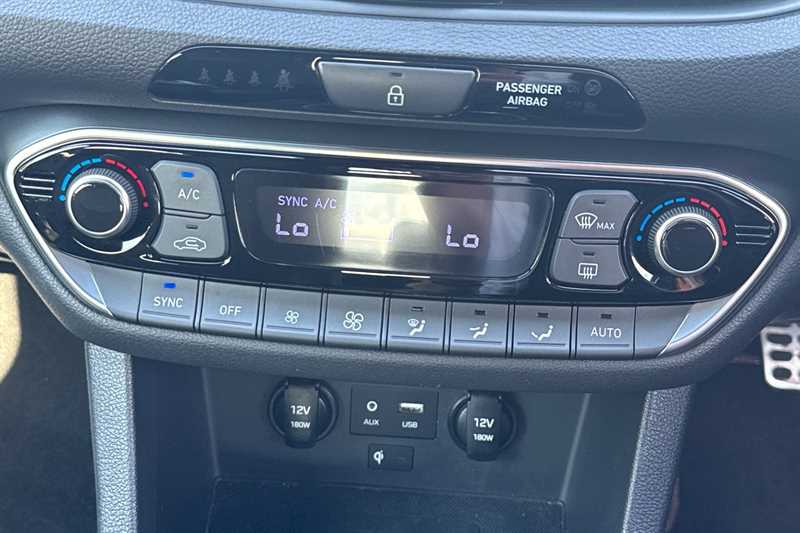 PASSENGER
AIRBAG
A/C
SYNC A/C
Lo
Lo
MAX
SYNC
OFF
AUTO
12V
180W
AUX
USB
12V
180W